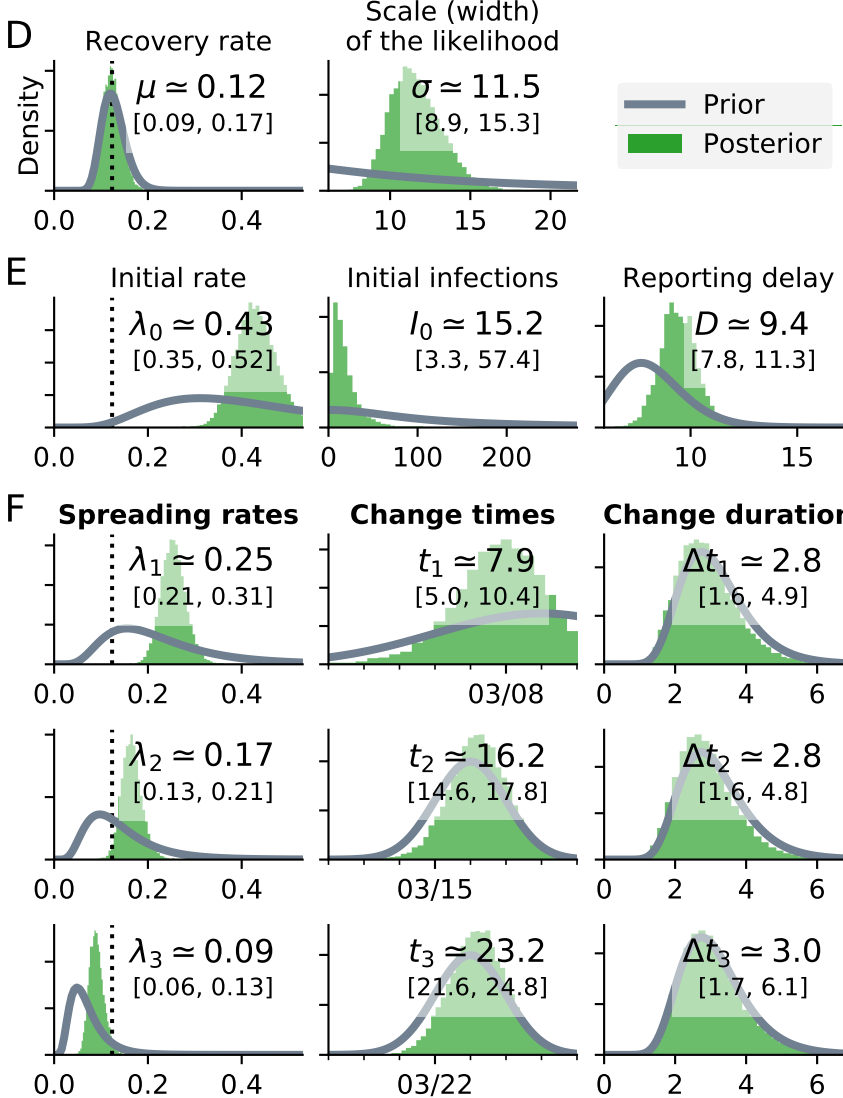 D
Recovery rate
Scale (width)
of the likelihood
Density
μ ≃ 0.12
[0.09, 0.17]
σ ≃ 11.5
[8.9, 15.3]
Prior
Posterior
0.0 0.2 0.4
10 15 20
E
Initial rate
Initial infections
Reporting delay
λ0 ≃ 0.43
[0.35, 0.52]
I0 ≃ 15.2
[3.3, 57.4]
D ≃ 9.4
[7.8, 11.3]
0.0 0.2 0.4
0 100 200
10 15
F
Spreading rates
Change times
Change duration
λ1 ≃ 0.25
[0.21, 0.31]
t1 ≃ 7.9
[5.0, 10.4]
Δt1 ≃ 2.8
[1.6, 4.9]
0.0 0.2 0.4
03/08
2 4 6
λ2 ≃ 0.17
[0.13, 0.21]
t2 ≃ 16.2
[14.6, 17.8]
Δt2 ≃ 2.8
[1.6, 4.8]
0.0 0.2 0.4
03/15
2 4 6
λ3 ≃ 0.09
[0.06, 0.13]
t3 ≃ 23.2
[21.6, 24.8]
Δt3 ≃ 3.0
[1.7, 6.1]
0.0 0.2 0.4
03/22
2 4 6